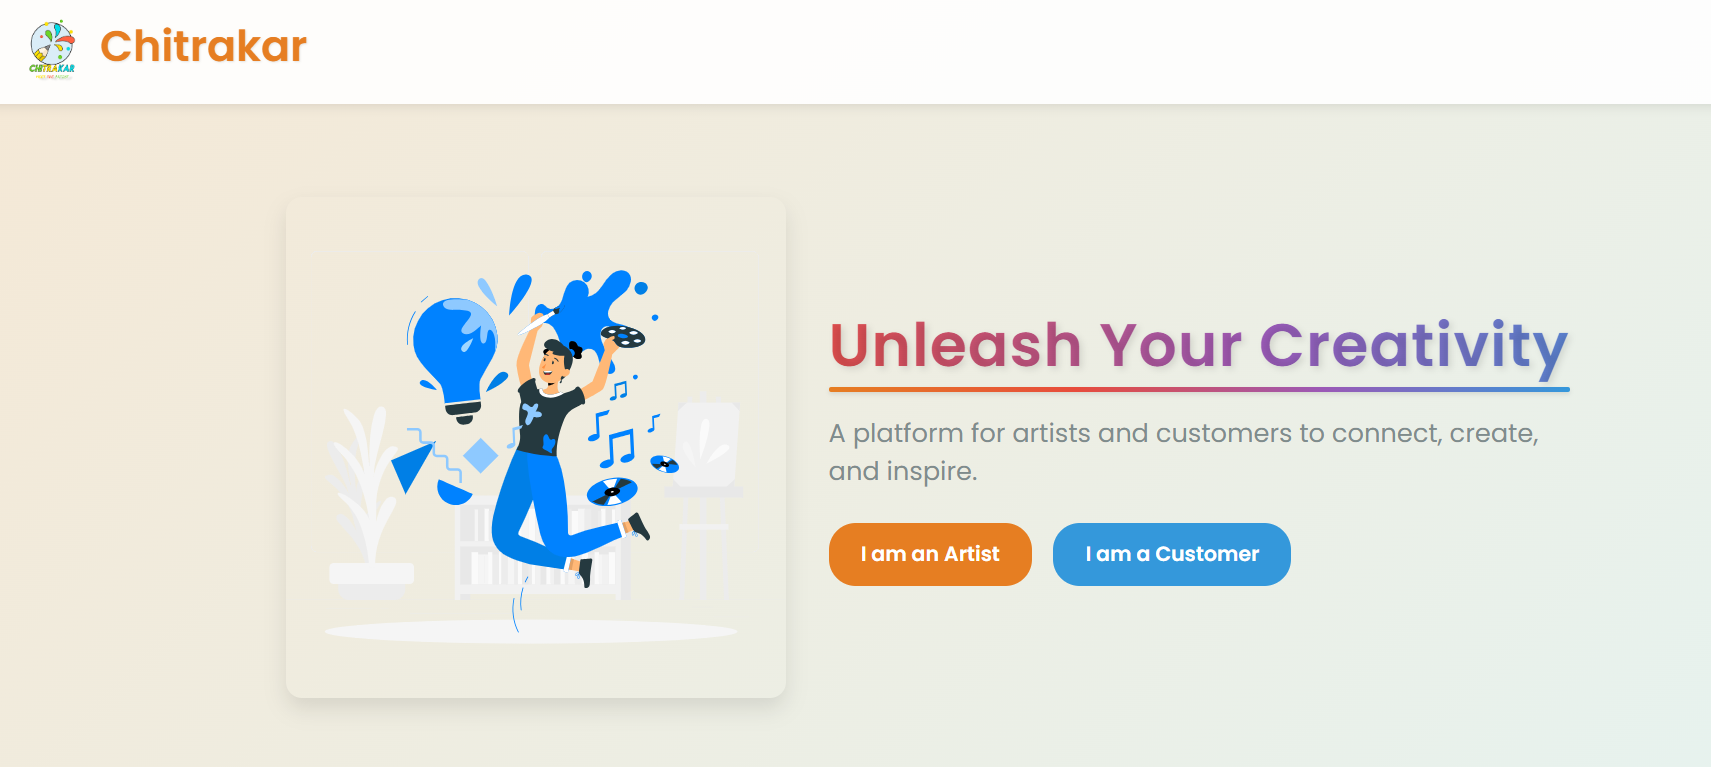 CHITRAKAR
Chitrakar
Unleash Your Creativity
A platform for artists and customers to connect, create,
and inspire.
I am an Artist
I am a Customer